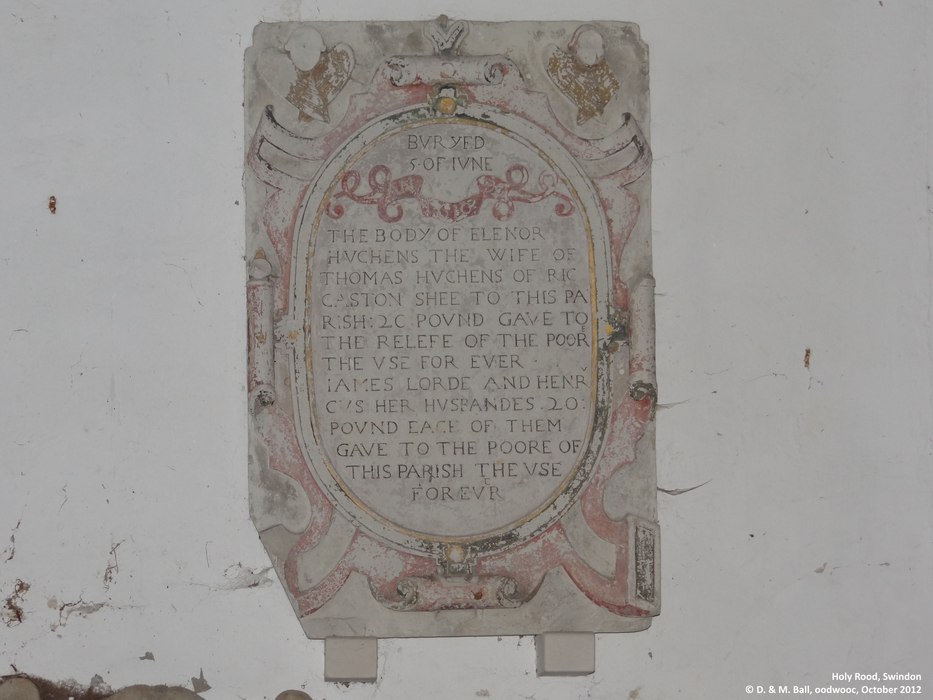 BVRYED
5 OF IVNE
THE BODY OF ELENOR
HVCHENS THE WIFE OF
THOMAS HVCHENS OF RIC
CASTON SHEE TO THIS PA
RISH: 20 POVND GAVE TO
THE RELEFE OF THE POOR
THE VSE FOR EVER
IAMES LORDE AND HENR
HER HVSBANDES . 20 :
POVND EACE OF THEM
GAVE TO THE POORE OF
THIS PARISH THE VSE
FOR EVR
Holy Rood, Swindon
© D. & M. Ball, oodwooc, October 2012